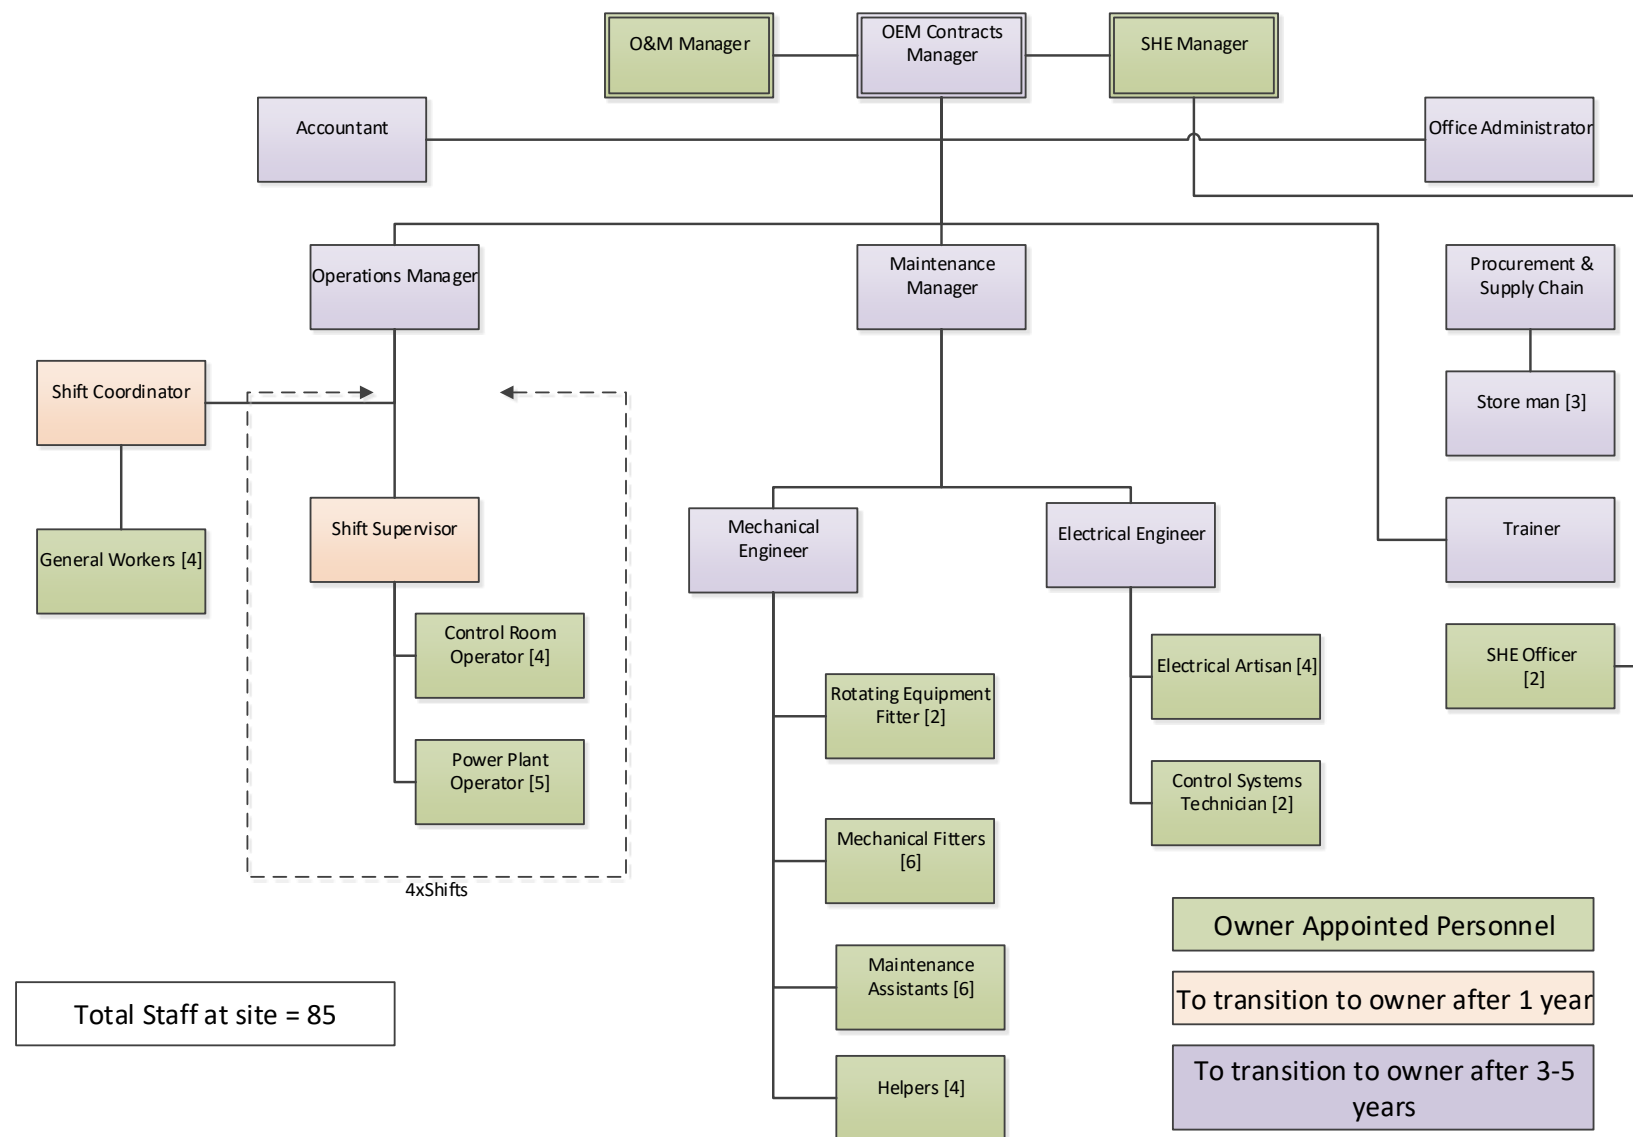 O&M Manager
OEM Contracts
Manager
SHE Manager
Accountant
Office Administrator
Operations Manager
Maintenance
Manager
Procurement &
Supply Chain
Shift Coordinator
Store man [3]
General Workers [4]
Shift Supervisor
Mechanical
Engineer
Electrical Engineer
Trainer
Control Room
Operator [4]
Electrical Artisan [4]
SHE Officer
[2]
Rotating Equipment
Fitter [2]
Power Plant
Operator [5]
Control Systems
Technician [2]
Mechanical Fitters
[6]
4xShifts
Maintenance
Assistants [6]
Helpers [4]
Total Staff at site = 85
Owner Appointed Personnel
To transition to owner after 1 year
To transition to owner after 3-5
years